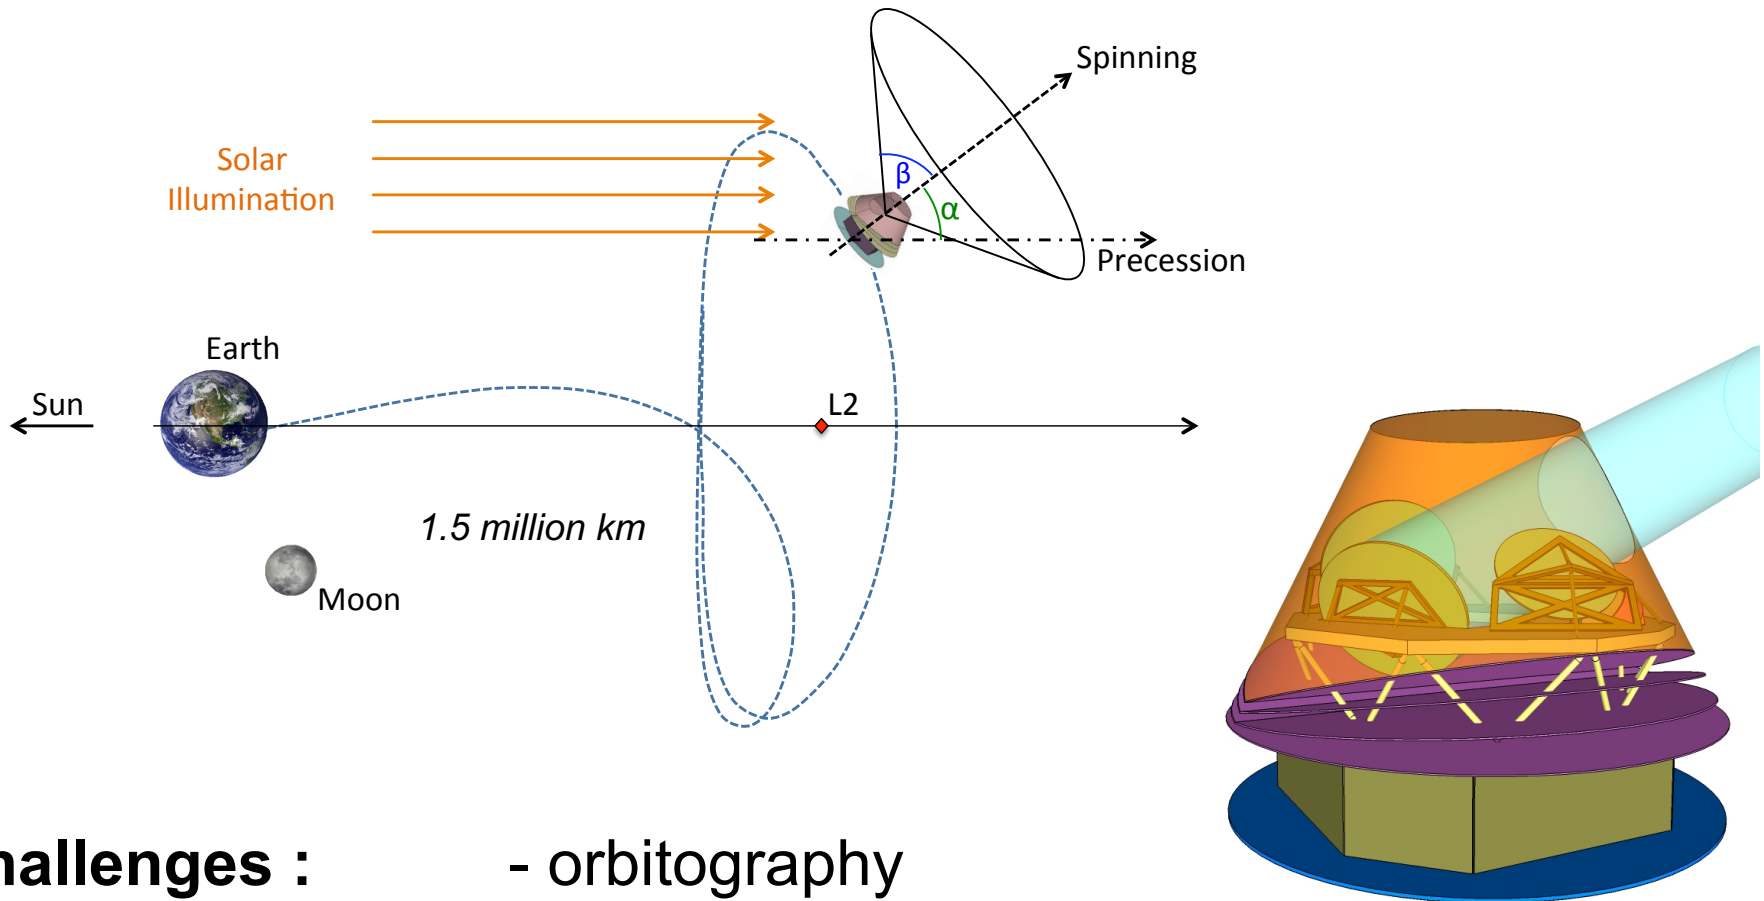 Spinning
Solar
Illumination
β
α
Precession
Earth
Sun
L2
1.5 million km
Moon
hallenges : - orbitography